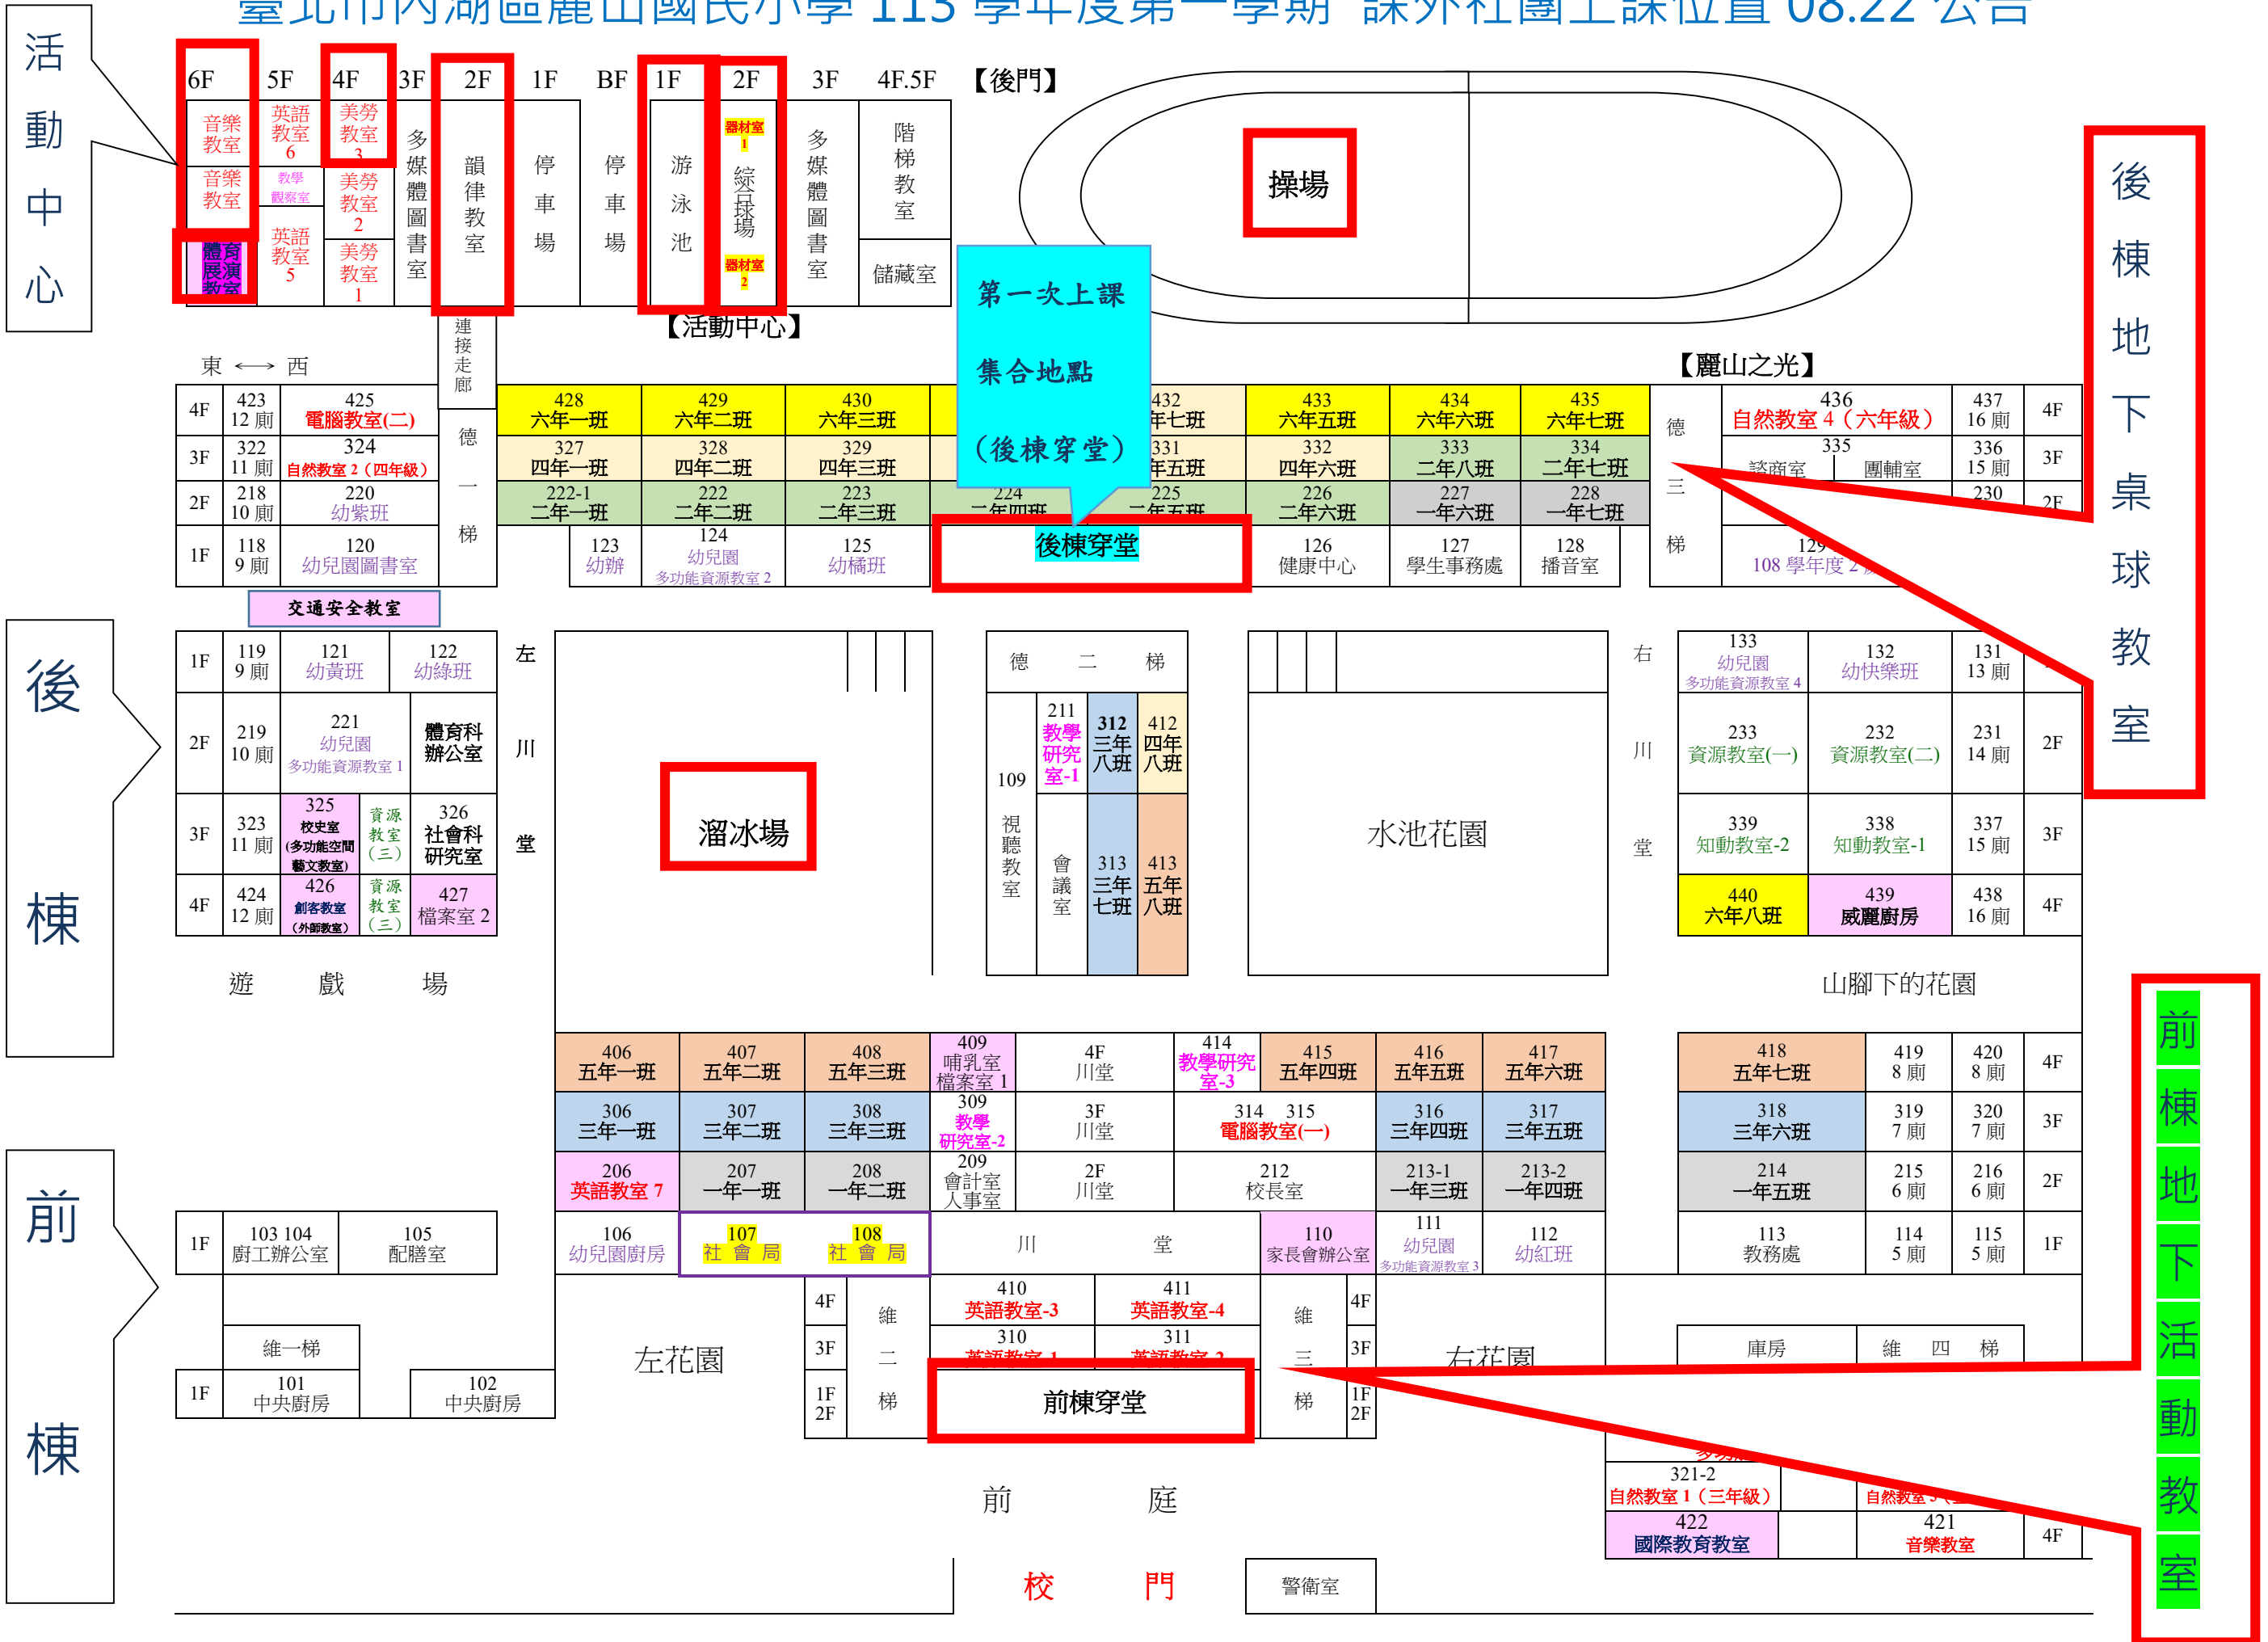 臺北市內湖區麗山國民小學 113 學年度第一學期 課外社團上課位置 08.22 公告
活動中心
6F 5F 4F 3F 2F 1F BF 1F 2F 3F 4F.5F 【後門】
音樂教室
音樂教室
體育展演教室
英語教室6
教學觀察室
英語教室5
美勞教室3
美勞教室2
美勞教室1
多媒體圖書室
韻律教室
停車場
停車場
游泳池
器材室1
綜合球場
器材室2
多媒體圖書室
階梯教室
儲藏室
操場
第一次上課
集合地點
(後棟穿堂)
後棟地下桌球教室
【活動中心】
連接走廊
東 ⟷ 西
【麗山之光】
4F
423
12 廁
425
電腦教室(二)
德一梯
428
六年一班
429
六年二班
430
六年三班
432
年七班
433
六年五班
434
六年六班
435
六年七班
德三梯
436
自然教室 4（六年級）
437
16 廁
4F
3F
322
11 廁
324
自然教室 2（四年級）
327
四年一班
328
四年二班
329
四年三班
331
年五班
332
四年六班
333
二年八班
334
二年七班
335
諮商室 團輔室
336
15 廁
3F
2F
218
10 廁
220
幼紫班
222-1
二年一班
222
二年二班
223
二年三班
224
二年四班
225
二年五班
226
二年六班
227
一年六班
228
一年七班
230
2F
1F
118
9 廁
120
幼兒園圖書室
123
幼辦
124
幼兒園
多功能資源教室 2
125
幼橘班
後棟穿堂
126
健康中心
127
學生事務處
128
播音室
129
108 學年度 2
交通安全教室
後棟
1F
119
9 廁
121
幼黃班
122
幼綠班
左川堂
2F
219
10 廁
221
幼兒園
多功能資源教室 1
體育科
辦公室
3F
323
11 廁
325
校史室
(多功能空間
藝文教室)
資源教室（三）
326
社會科
研究室
4F
424
12 廁
426
創客教室
（外師教室）
資源教室（三）
427
檔案室 2
溜冰場
德二梯
109
視聽教室
211
教學研究室-1
會議室
312
三年八班
412
四年八班
313
三年七班
413
五年八班
水池花園
右川堂
133
幼兒園
多功能資源教室 4
132
幼快樂班
131
13 廁
233
資源教室(一)
232
資源教室(二)
231
14 廁
2F
339
知動教室-2
338
知動教室-1
337
15 廁
3F
440
六年八班
439
威麗廚房
438
16 廁
4F
遊戲場
山腳下的花園
前棟地下活動教室
406
五年一班
407
五年二班
408
五年三班
409
哺乳室
檔案室 1
4F
川堂
414
教學研究
室-3
415
五年四班
416
五年五班
417
五年六班
418
五年七班
419
8 廁
420
8 廁
4F
306
三年一班
307
三年二班
308
三年三班
309
教學
研究室-2
3F
川堂
314 315
電腦教室(一)
316
三年四班
317
三年五班
318
三年六班
319
7 廁
320
7 廁
3F
前棟
206
英語教室 7
207
一年一班
208
一年二班
209
會計室
人事室
2F
川堂
212
校長室
213-1
一年三班
213-2
一年四班
214
一年五班
215
6 廁
216
6 廁
2F
1F
103 104
廚工辦公室
105
配膳室
106
幼兒園廚房
107
社會局
108
社會局
川堂
110
家長會辦公室
111
幼兒園
多功能資源教室 3
112
幼紅班
113
教務處
114
5 廁
115
5 廁
1F
維一梯
1F
101
中央廚房
102
中央廚房
左花園
4F
3F
1F
2F
維二梯
410
英語教室-3
411
英語教室-4
310
英語教室-1
311
英語教室-2
前棟穿堂
維三梯
4F
3F
1F
2F
右花園
庫房
維四梯
321-2
自然教室 1（三年級）
422
國際教育教室
421
音樂教室
4F
前庭
校門
警衛室